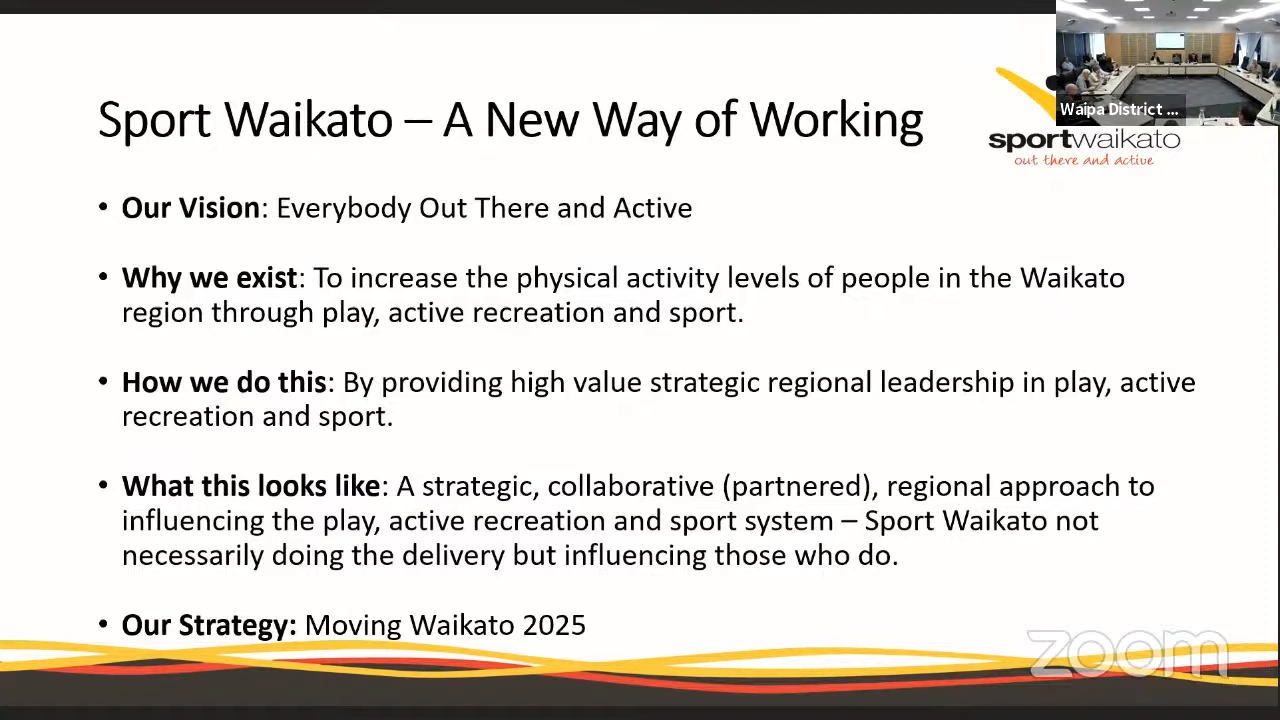 Waipa District ...
Sport Waikato – A New Way of Working
sportwaikato
out there and active
• Our Vision: Everybody Out There and Active
• Why we exist: To increase the physical activity levels of people in the Waikato
region through play, active recreation and sport.
• How we do this: By providing high value strategic regional leadership in play, active
recreation and sport.
• What this looks like: A strategic, collaborative (partnered), regional approach to
influencing the play, active recreation and sport system – Sport Waikato not
necessarily doing the delivery but influencing those who do.
• Our Strategy: Moving Waikato 2025
zoom